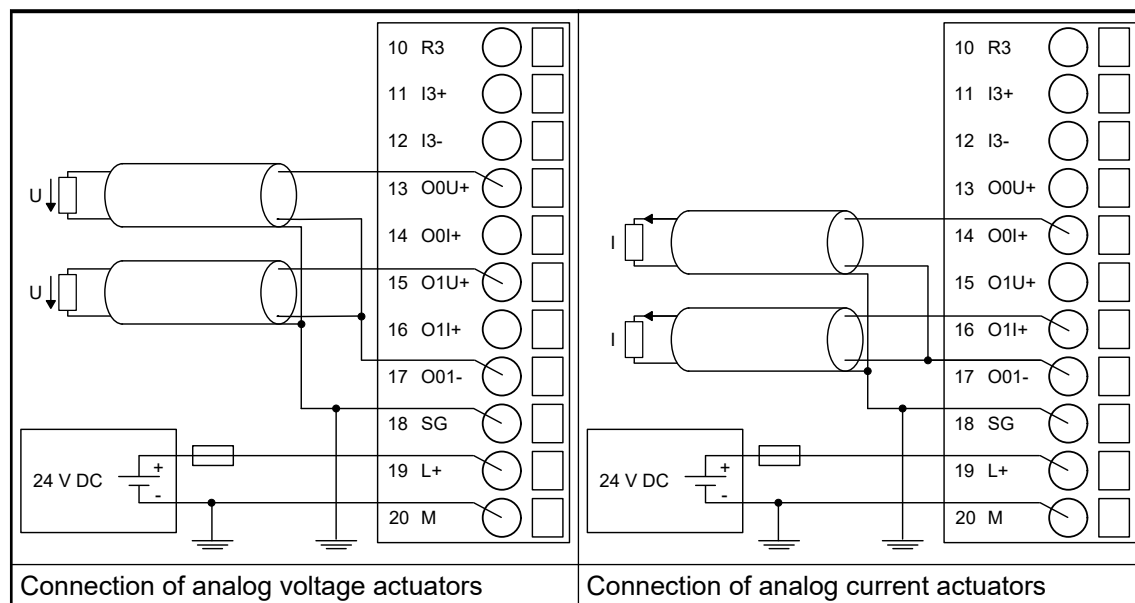 10 R3
11 I3+
12 I3-
13 O0U+
14 O0I+
15 O1U+
16 O1I+
17 O01-
18 SG
19 L+
20 M
U
U
24 V DC
+
-
Connection of analog voltage actuators
10 R3
11 I3+
12 I3-
13 O0U+
14 O0I+
15 O1U+
16 O1I+
17 O01-
18 SG
19 L+
20 M
I
I
24 V DC
+
-
Connection of analog current actuators